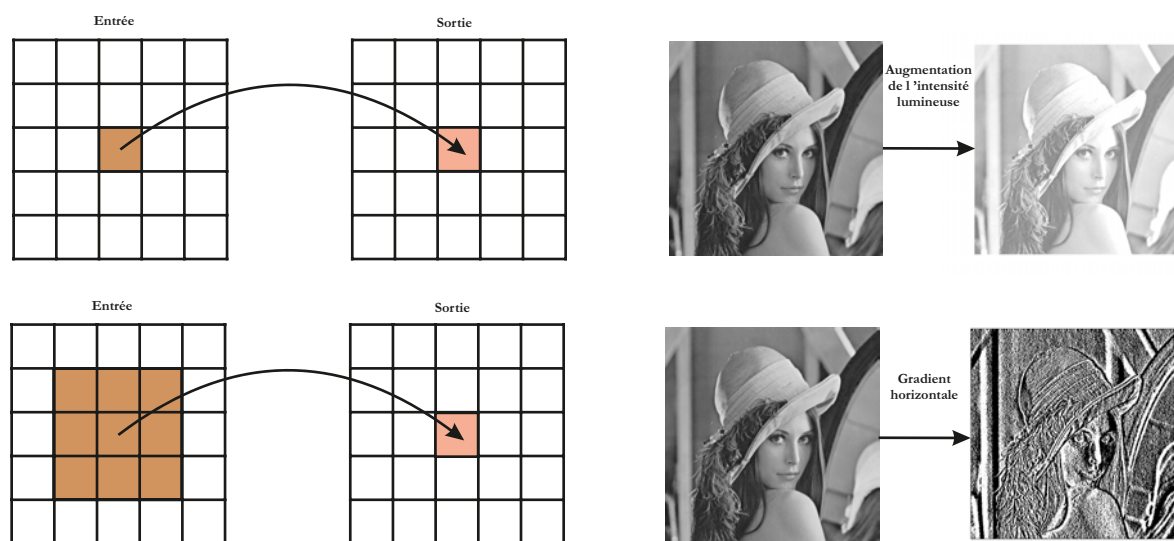 Entrée
Sortie
Augmentation
de l 'intensité
lumineuse
Entrée
Sortie
Gradient
horizontale